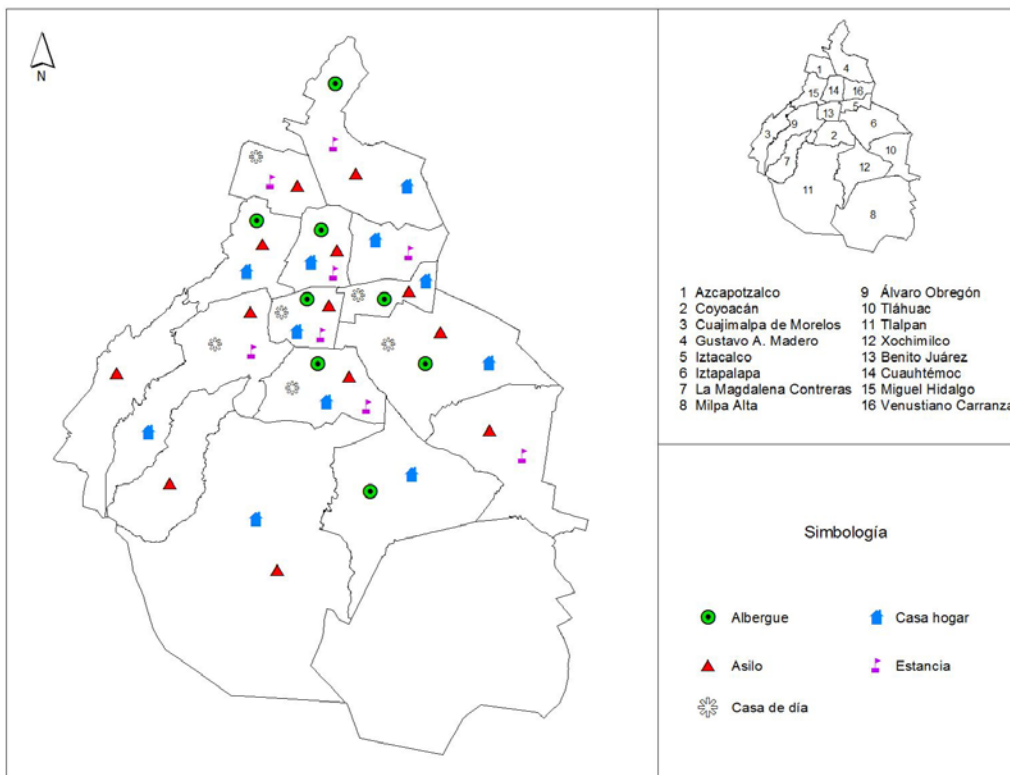 N
1 4
15 14 16
5
13
9 6
3 2
7 10
12
11
8
1 Azcapotzalco
2 Coyoacán
3 Cuajimalpa de Morelos
4 Gustavo A. Madero
5 Iztacalco
6 Iztapalapa
7 La Magdalena Contreras
8 Milpa Alta
9 Álvaro Obregón
10 Tláhuac
11 Tlalpan
12 Xochimilco
13 Benito Juárez
14 Cuauhtémoc
15 Miguel Hidalgo
16 Venustiano Carranza
Simbología
Albergue
Asilo
Casa de día
Casa hogar
Estancia